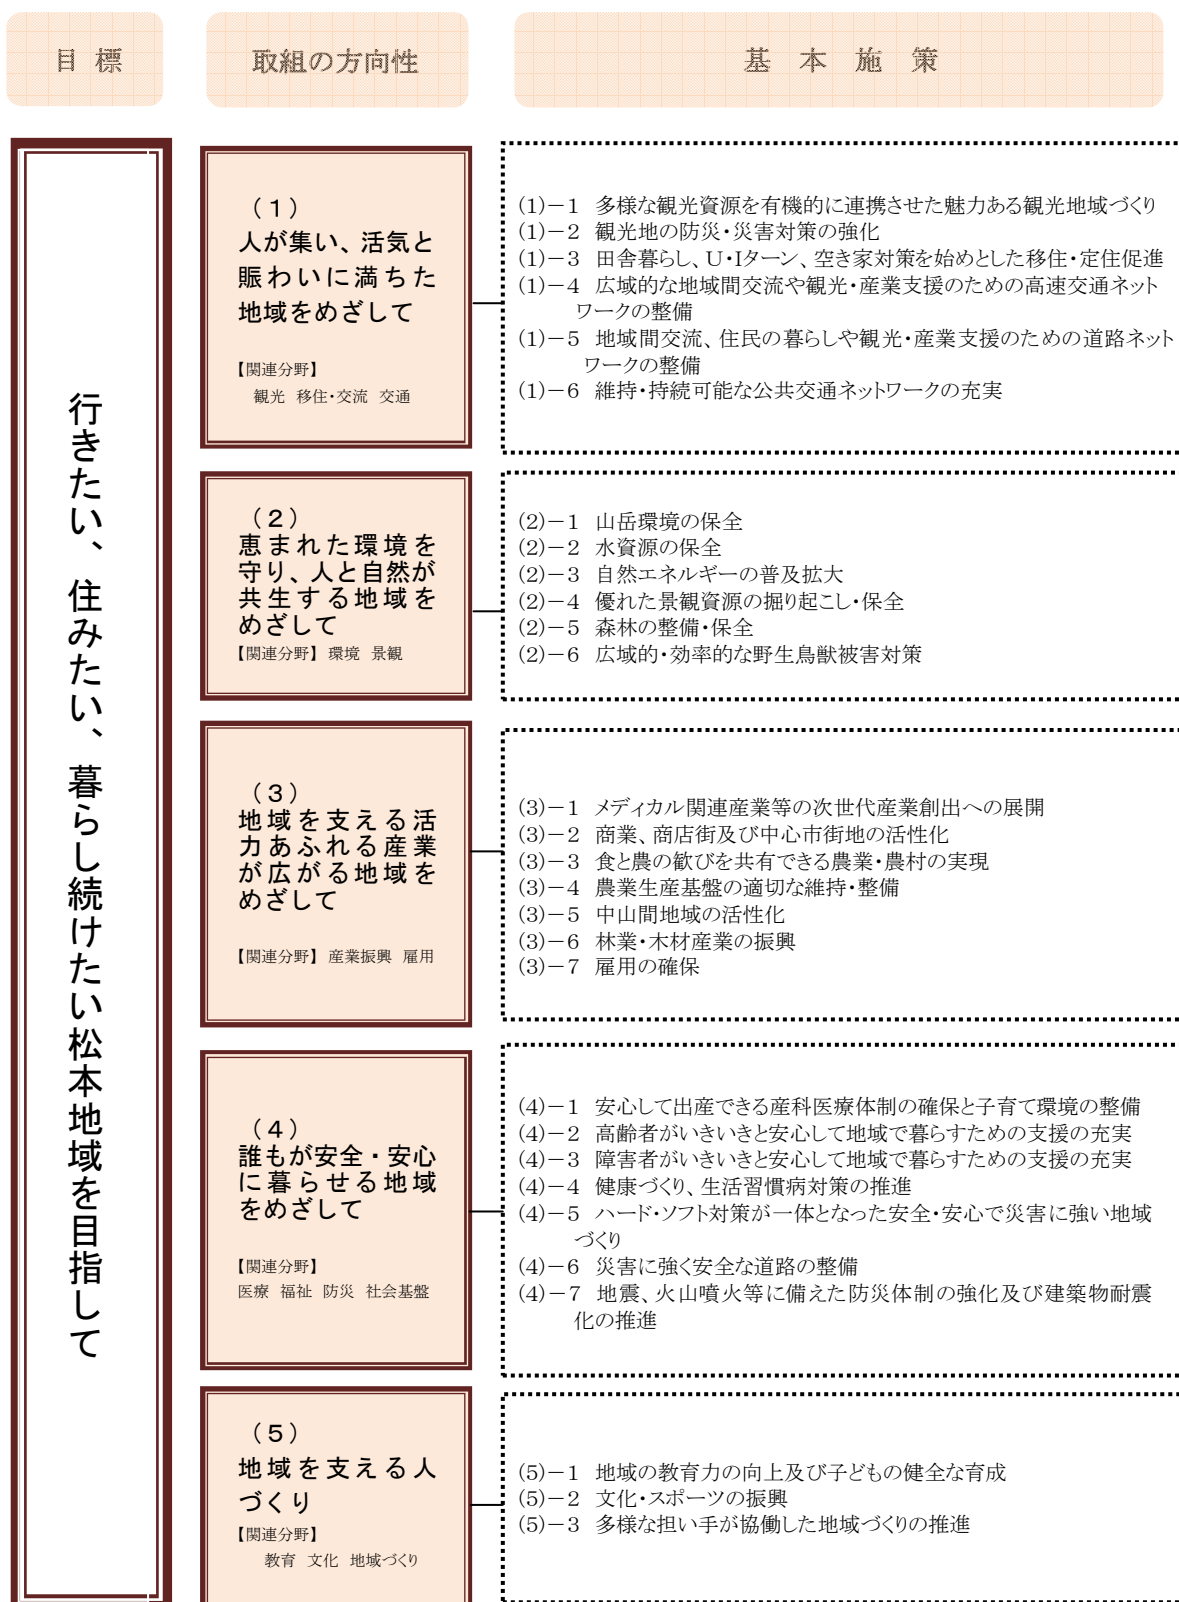 目 標
取組の方向性
基 本 施 策
行きたい、住みたい、暮らし続けたい松本地域を目指して
（１）
人が集い、活気と
賑わいに満ちた
地域をめざして
【関連分野】
観光 移住・交流 交通
(1)－1 多様な観光資源を有機的に連携させた魅力ある観光地域づくり
(1)－2 観光地の防災・災害対策の強化
(1)－3 田舎暮らし、U・Iターン、空き家対策を始めとした移住・定住促進
(1)－4 広域的な地域間交流や観光・産業支援のための高速交通ネット
ワークの整備
(1)－5 地域間交流、住民の暮らしや観光・産業支援のための道路ネット
ワークの整備
(1)－6 維持・持続可能な公共交通ネットワークの充実
（２）
恵まれた環境を
守り、人と自然が
共生する地域を
めざして
【関連分野】 環境 景観
(2)－1 山岳環境の保全
(2)－2 水資源の保全
(2)－3 自然エネルギーの普及拡大
(2)－4 優れた景観資源の掘り起こし・保全
(2)－5 森林の整備・保全
(2)－6 広域的・効率的な野生鳥獣被害対策
（３）
地域を支える活
力あふれる産業
が広がる地域を
めざして
【関連分野】 産業振興 雇用
(3)－1 メディカル関連産業等の次世代産業創出への展開
(3)－2 商業、商店街及び中心市街地の活性化
(3)－3 食と農の歓びを共有できる農業・農村の実現
(3)－4 農業生産基盤の適切な維持・整備
(3)－5 中山間地域の活性化
(3)－6 林業・木材産業の振興
(3)－7 雇用の確保
（４）
誰もが安全・安心
に暮らせる地域
をめざして
【関連分野】
医療 福祉 防災 社会基盤
(4)－1 安心して出産できる産科医療体制の確保と子育て環境の整備
(4)－2 高齢者がいきいきと安心して地域で暮らすための支援の充実
(4)－3 障害者がいきいきと安心して地域で暮らすための支援の充実
(4)－4 健康づくり、生活習慣病対策の推進
(4)－5 ハード・ソフト対策が一体となった安全・安心で災害に強い地域
づくり
(4)－6 災害に強く安全な道路の整備
(4)－7 地震、火山噴火等に備えた防災体制の強化及び建築物耐震
化の推進
（５）
地域を支える人
づくり
【関連分野】
教育 文化 地域づくり
(5)－1 地域の教育力の向上及び子どもの健全な育成
(5)－2 文化・スポーツの振興
(5)－3 多様な担い手が協働した地域づくりの推進